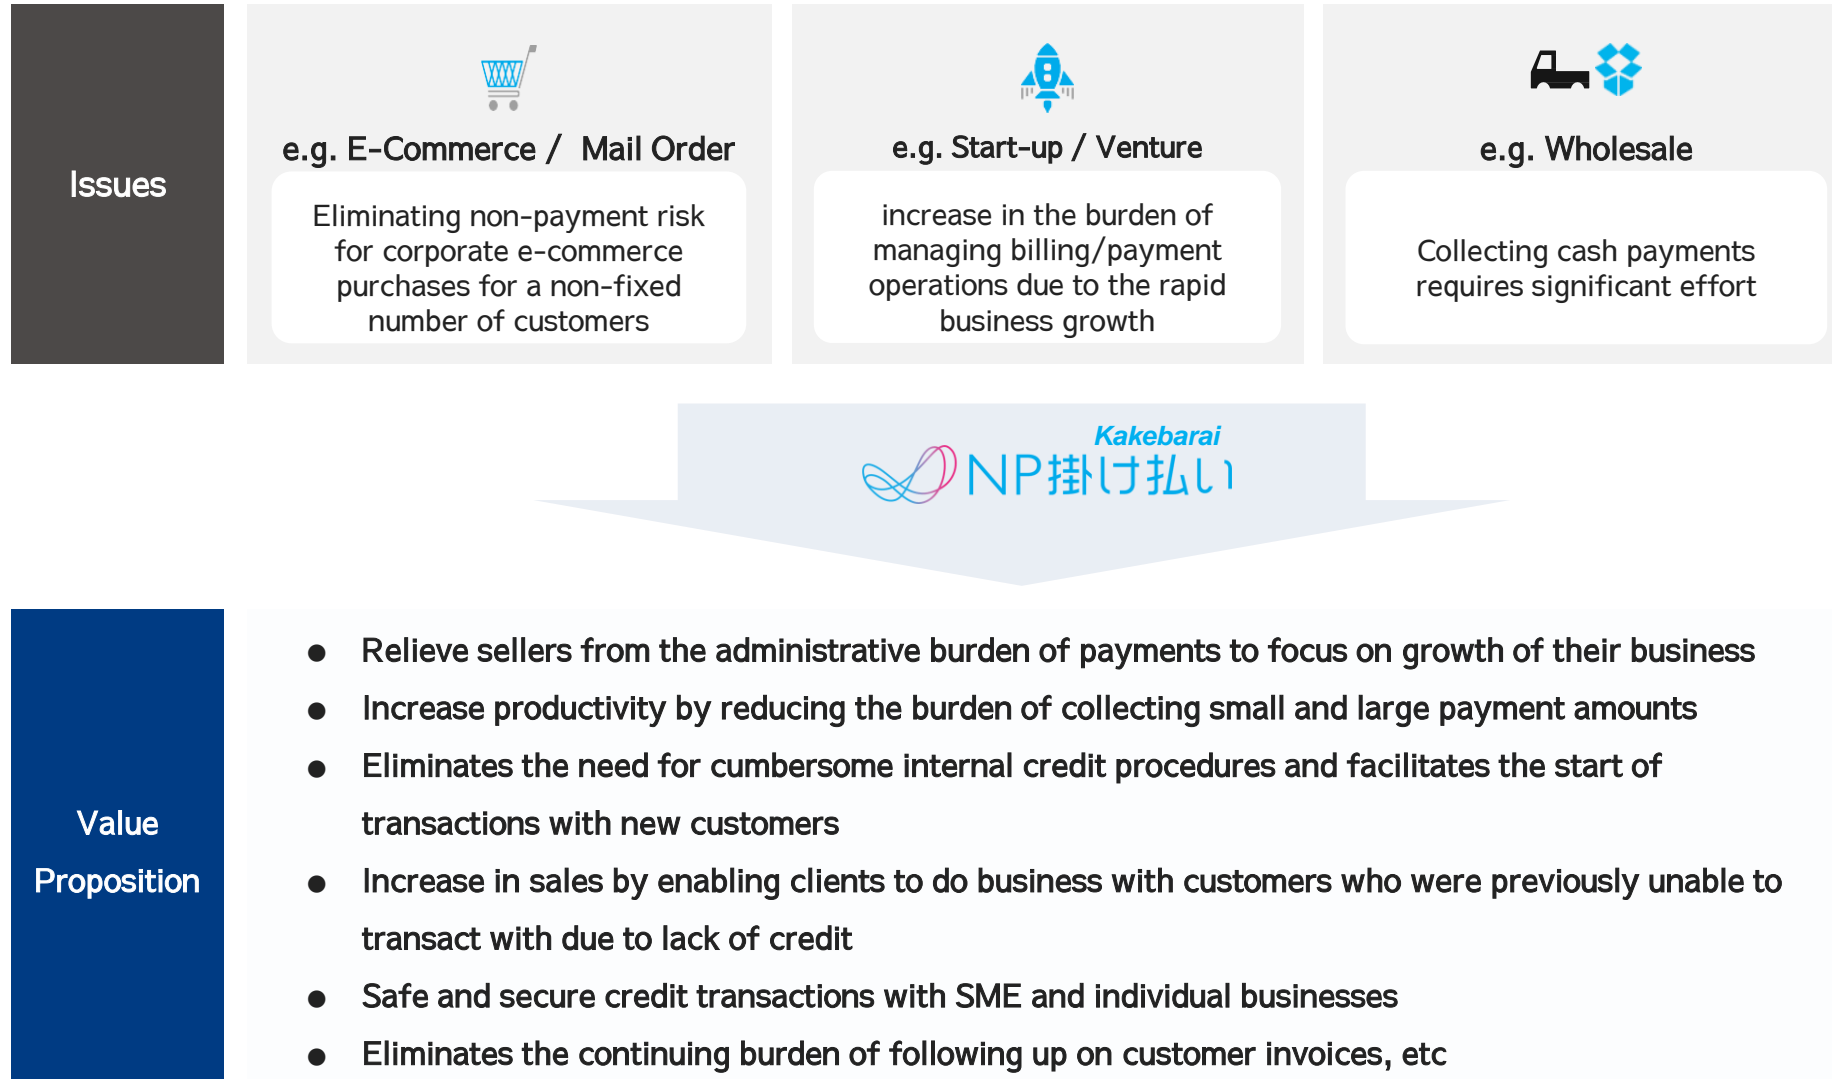 Issues
e.g. E-Commerce / Mail Order
Eliminating non-payment risk
for corporate e-commerce
purchases for a non-fixed
number of customers
e.g. Start-up / Venture
increase in the burden of
managing billing/payment
operations due to the rapid
business growth
e.g. Wholesale
Collecting cash payments
requires significant effort
Kakebarai
NP掛け払い
Value
Proposition
● Relieve sellers from the administrative burden of payments to focus on growth of their business
● Increase productivity by reducing the burden of collecting small and large payment amounts
● Eliminates the need for cumbersome internal credit procedures and facilitates the start of
transactions with new customers
● Increase in sales by enabling clients to do business with customers who were previously unable to
transact with due to lack of credit
● Safe and secure credit transactions with SME and individual businesses
● Eliminates the continuing burden of following up on customer invoices, etc